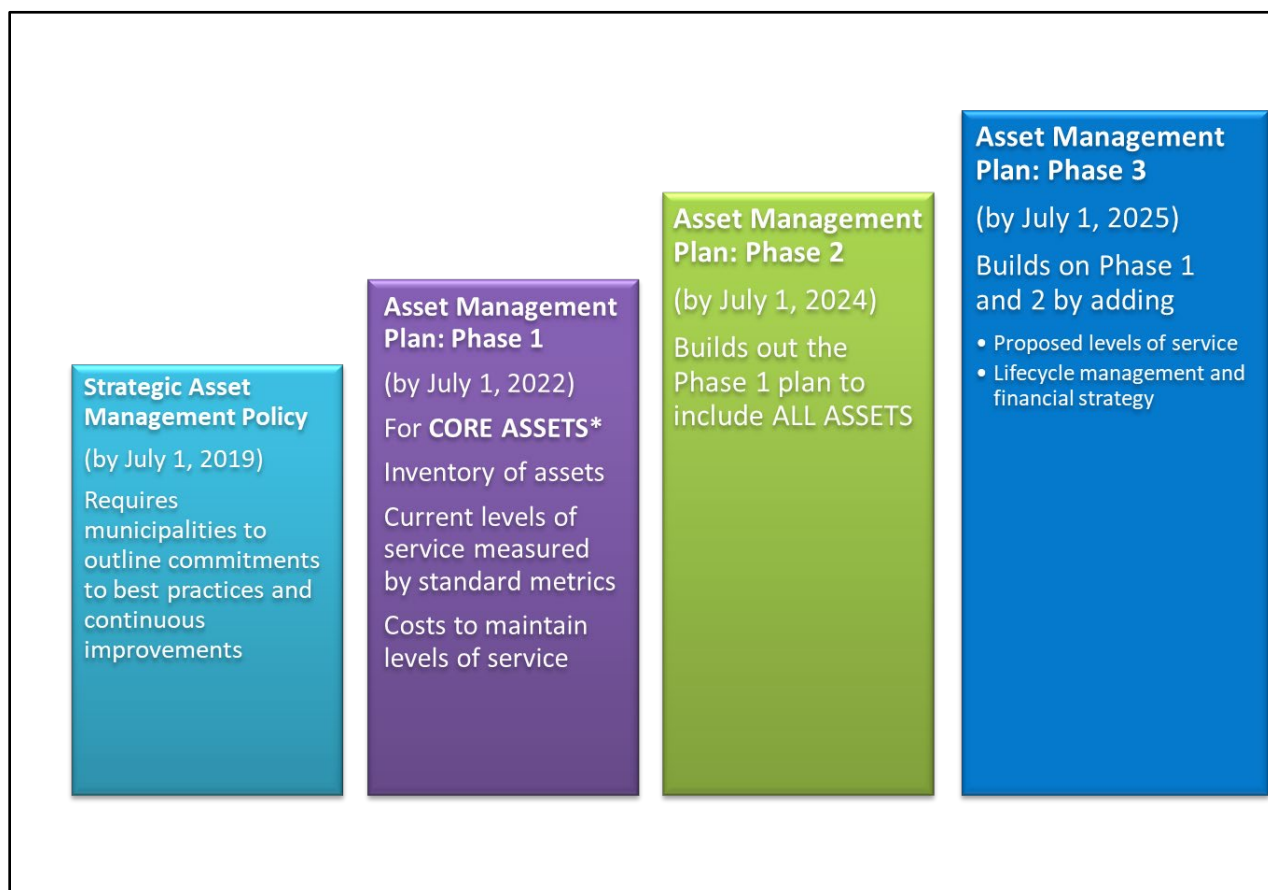 Strategic Asset
Management Policy
(by July 1, 2019)
Requires
municipalities to
outline commitments
to best practices and
continuous
improvements
Asset Management
Plan: Phase 1
(by July 1, 2022)
For CORE ASSETS*
Inventory of assets
Current levels of
service measured
by standard metrics
Costs to maintain
levels of service
Asset Management
Plan: Phase 2
(by July 1, 2024)
Builds out the
Phase 1 plan to
include ALL ASSETS
Asset Management
Plan: Phase 3
(by July 1, 2025)
Builds on Phase 1
and 2 by adding
• Proposed levels of service
• Lifecycle management and
financial strategy